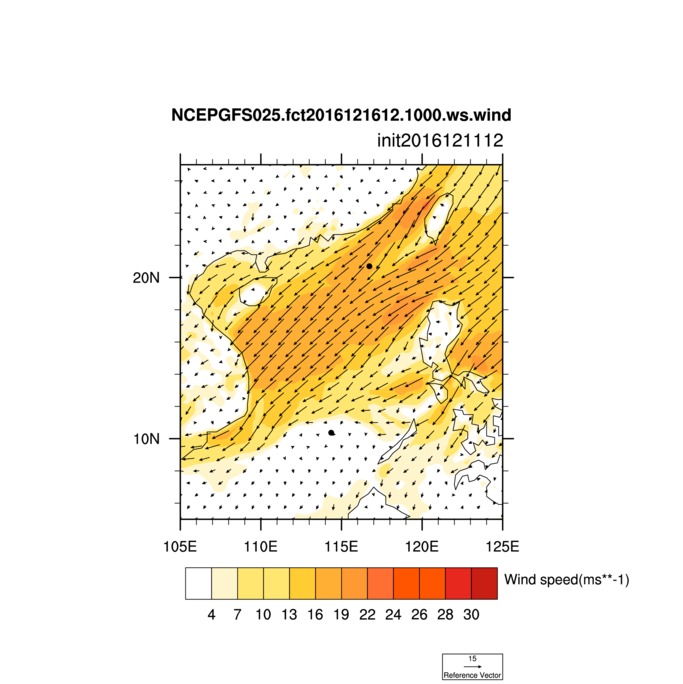 NCEPGFS025.fct2016121612.1000.ws.wind
init2016121112
20N
10N
105E 110E 115E 120E 125E
Wind speed(ms**-1)
4 7 10 13 16 19 22 24 26 28 30
15
Reference Vector